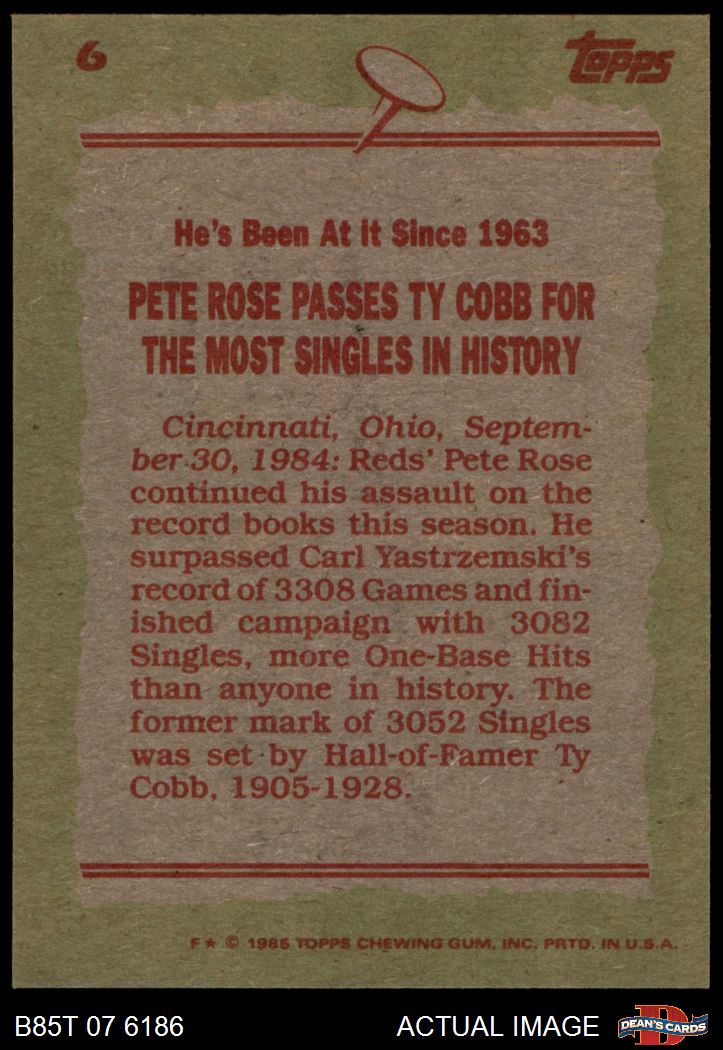 6
Topps
He's Been At It Since 1963
PETE ROSE PASSES TY COBB FOR
THE MOST SINGLES IN HISTORY
Cincinnati, Ohio, Septem-
ber 30, 1984: Reds' Pete Rose
continued his assault on the
record books this season. He
surpassed Carl Yastrzemski's
record of 3308 Games and fin-
ished campaign with 3082
Singles, more One-Base Hits
than anyone in history. The
former mark of 3052 Singles
was set by Hall-of-Famer Ty
Cobb, 1905-1928.
F★ © 1985 TOPPS CHEWING GUM, INC. PRTD. IN U.S.A.
B85T 07 6186 ACTUAL IMAGE
D
DEAN'S CARDS